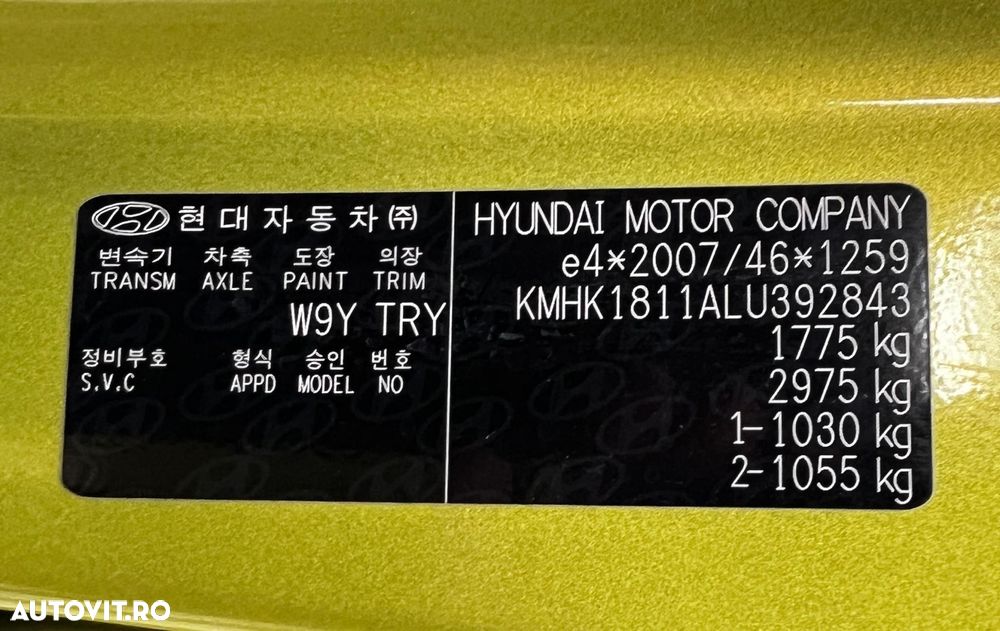 현대자동차㈜
변속기 차축 도장 의장
TRANSM AXLE PAINT TRIM
W9Y TRY
정비부호 형식 승인 번호
S.V.C APPD MODEL NO
HYUNDAI MOTOR COMPANY
e4*2007/46*1259
KMHK1811ALU392843
1775 kg
2975 kg
1-1030 kg
2-1055 kg
AUTOVIT.RO